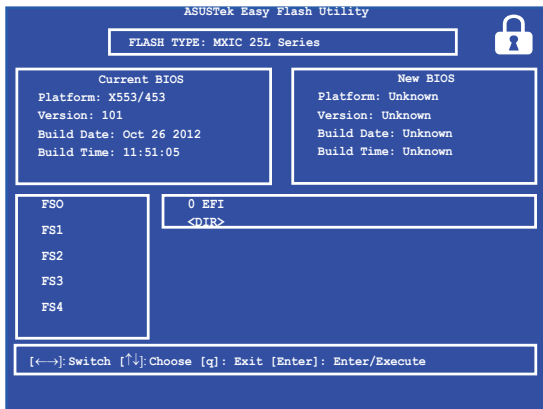 ASUSTek Easy Flash Utility
FLASH TYPE: MXIC 25L Series
Current BIOS
Platform: X553/453
Version: 101
Build Date: Oct 26 2012
Build Time: 11:51:05
New BIOS
Platform: Unknown
Version: Unknown
Build Date: Unknown
Build Time: Unknown
FSO
FS1
FS2
FS3
FS4
0 EFI
<DIR>
[←→]: Switch [↑↓]: Choose [q]: Exit [Enter]: Enter/Execute